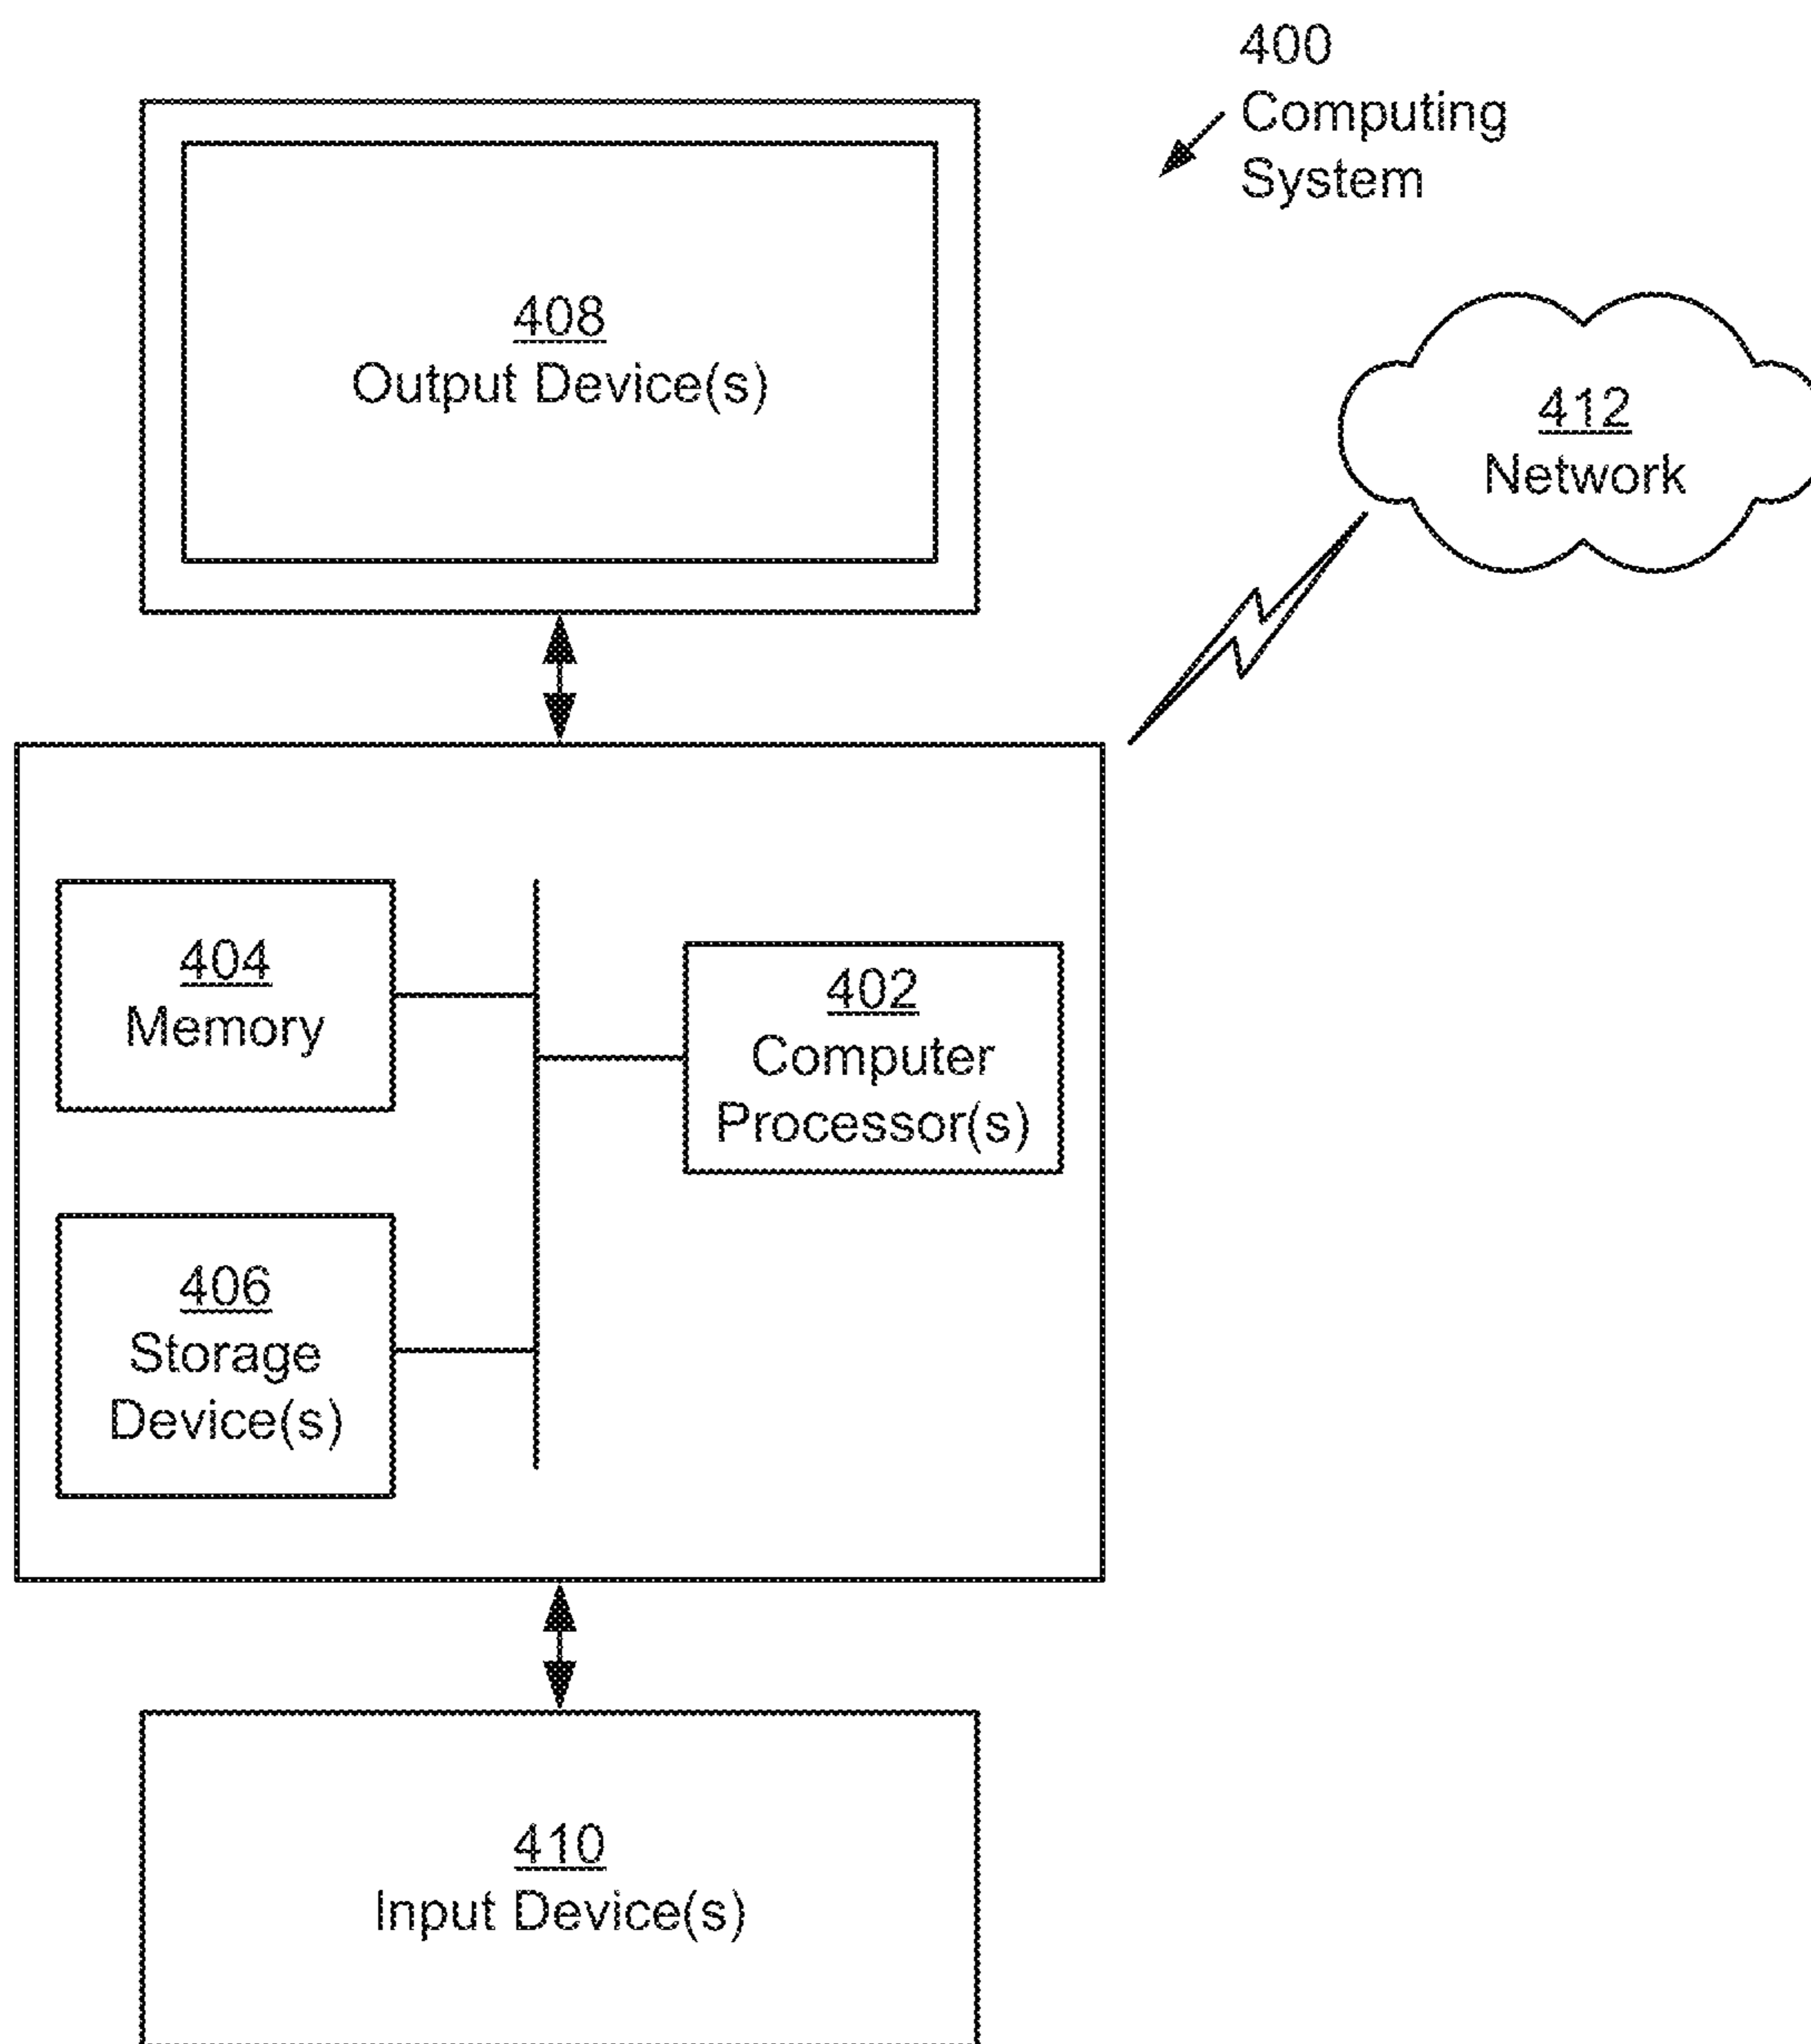 400
Computing
System
408
Output Device(s)
412
Network
404
Memory
402
Computer
Processor(s)
406
Storage
Device(s)
410
Input Device(s)